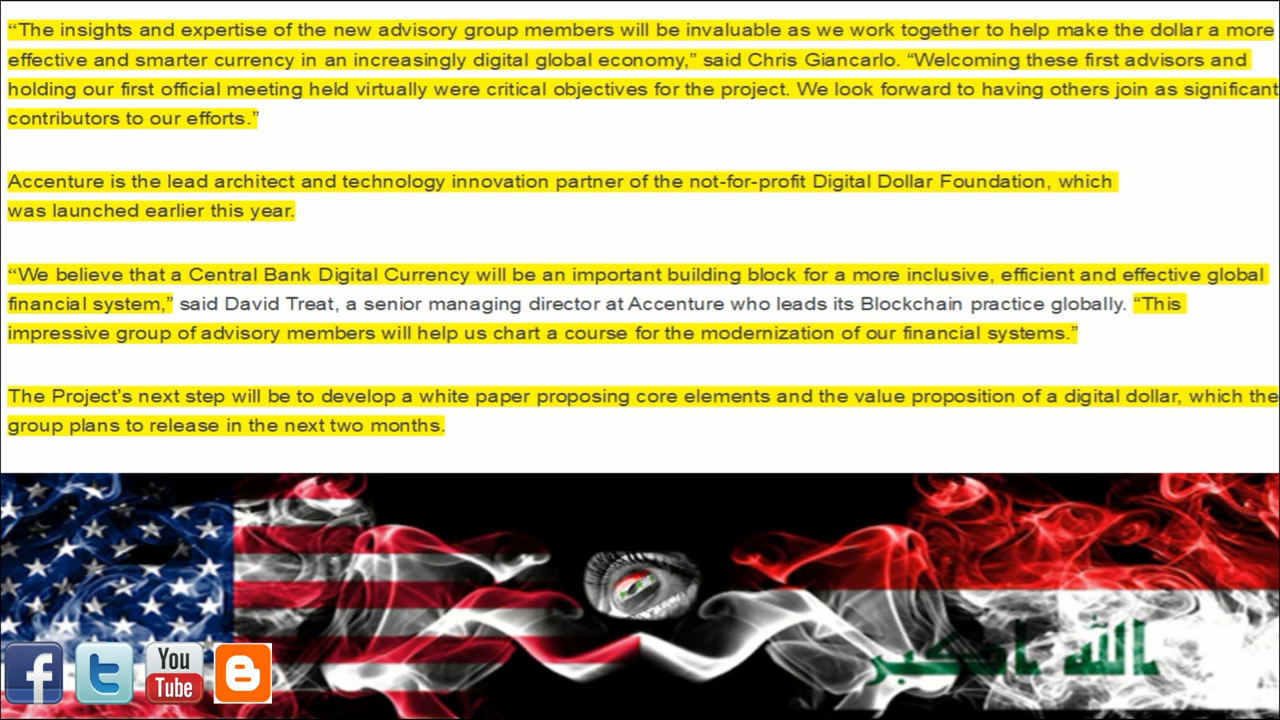 “The insights and expertise of the new advisory group members will be invaluable as we work together to help make the dollar a more
effective and smarter currency in an increasingly digital global economy,” said Chris Giancarlo. “Welcoming these first advisors and
holding our first official meeting held virtually were critical objectives for the project. We look forward to having others join as significant
contributors to our efforts.”
Accenture is the lead architect and technology innovation partner of the not-for-profit Digital Dollar Foundation, which
was launched earlier this year.
“We believe that a Central Bank Digital Currency will be an important building block for a more inclusive, efficient and effective global
financial system,” said David Treat, a senior managing director at Accenture who leads its Blockchain practice globally. “This
impressive group of advisory members will help us chart a course for the modernization of our financial systems.”
The Project’s next step will be to develop a white paper proposing core elements and the value proposition of a digital dollar, which the
group plans to release in the next two months.
الله اكبر
You
Tube